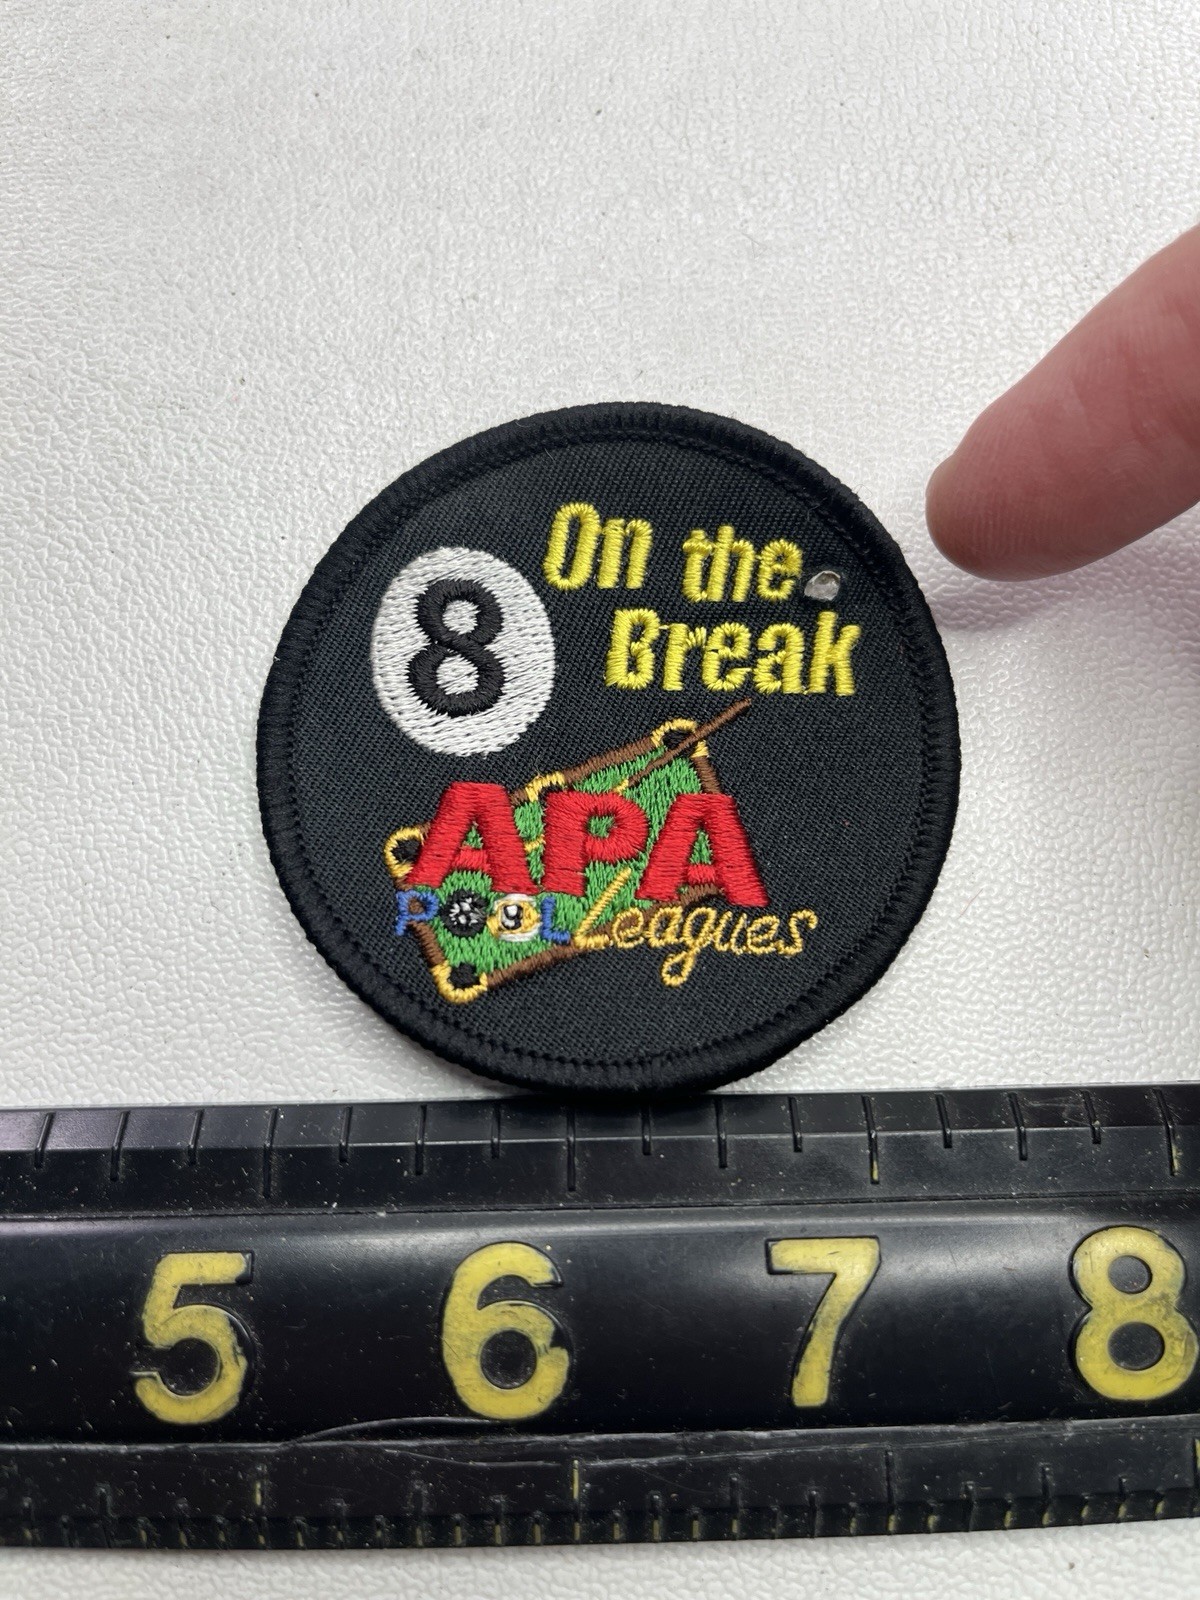 On the
8
Break
APA
POOL Leagues
5 6 7 8